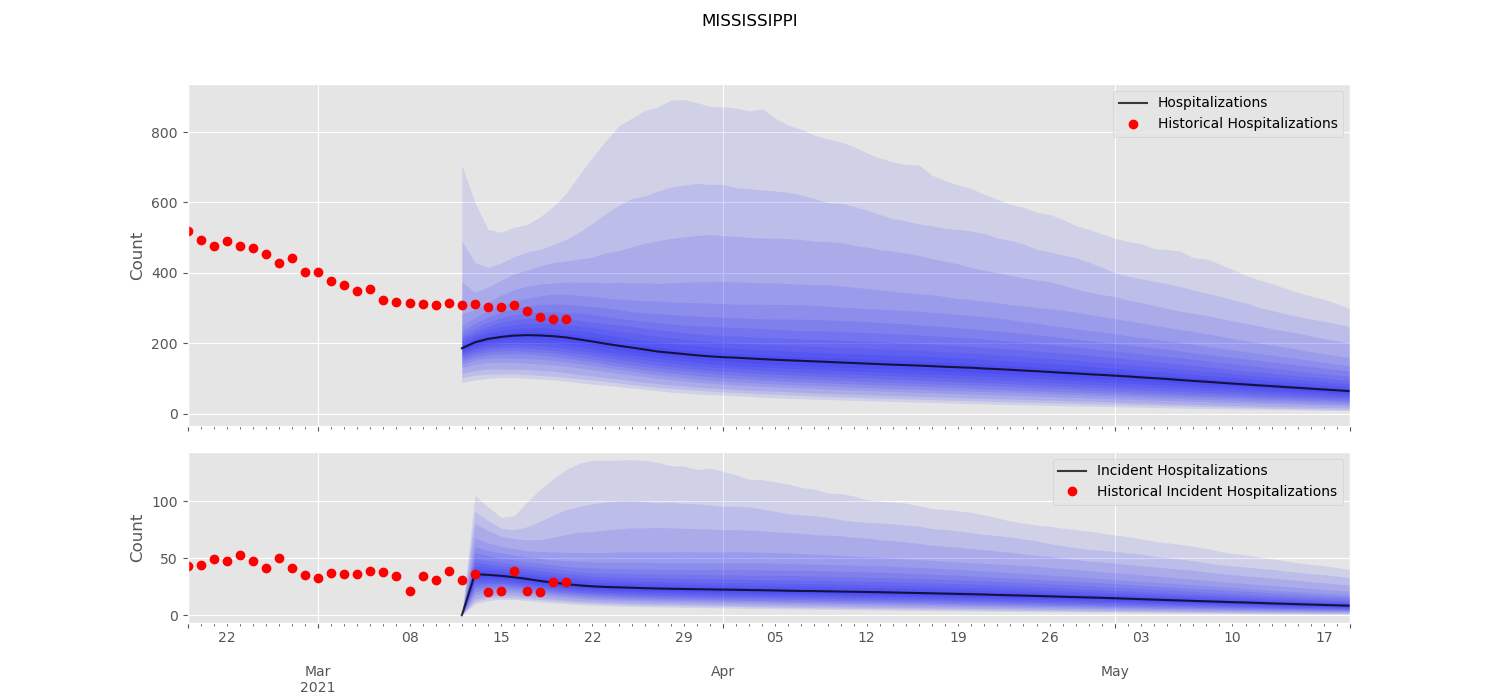 MISSISSIPPI
Hospitalizations
Historical Hospitalizations
800
600
400
200
0
Count
Incident Hospitalizations
Historical Incident Hospitalizations
100
50
0
Count
22 08 15 22 29 05 12 19 26 03 10 17
Mar Apr May
2021